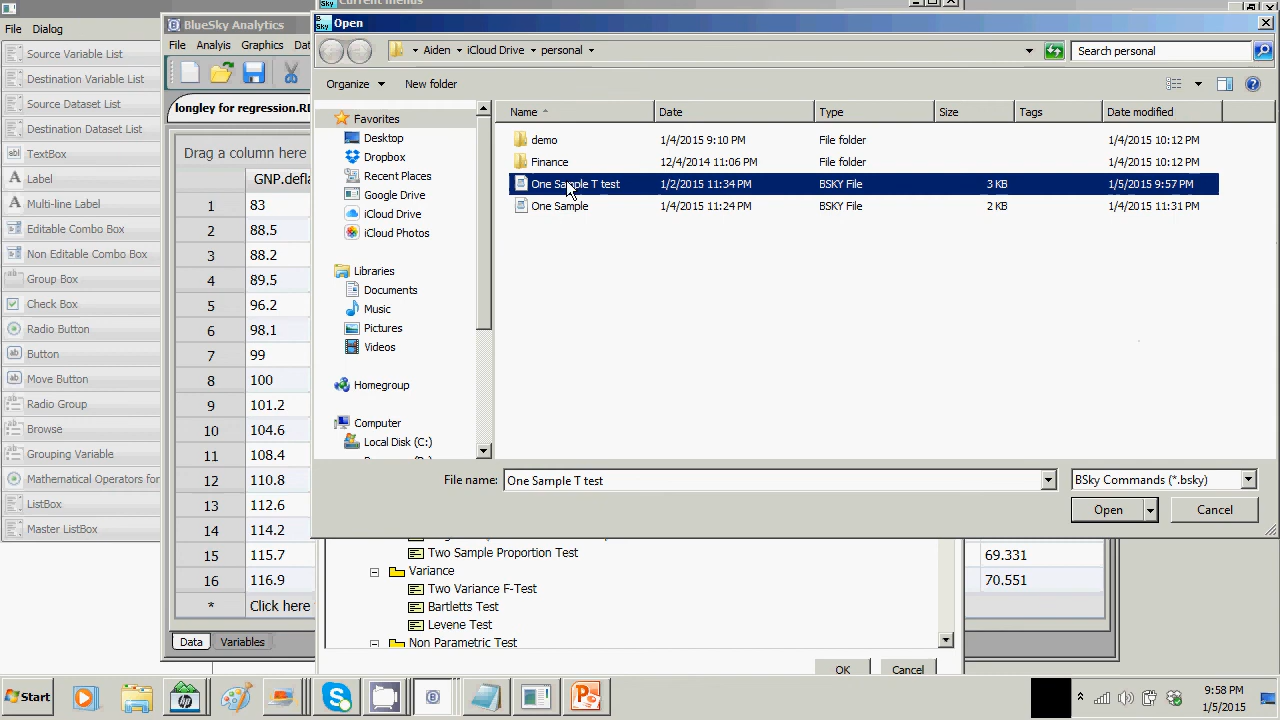 Current menus
File Dialog
Source Variable List
Destination Variable List
Source Dataset List
Destination Dataset List
TextBox
Label
Multi-line Label
Editable Combo Box
Non Editable Combo Box
Group Box
Check Box
Radio Button
Button
Move Button
Radio Group
Browse
Grouping Variable
Mathematical Operators for
ListBox
Master ListBox
BlueSky Analytics
File Analyis Graphics
longley for regression.RI
Drag a column here
GNP.defla
1 83
2 88.5
3 88.2
4 89.5
5 96.2
6 98.1
7 99
8 100
9 101.2
10 104.6
11 108.4
12 110.8
13 112.6
14 114.2
15 115.7
16 116.9
* Click here
Data Variables
Open
Aiden iCloud Drive personal
Search personal
Organize New folder
Favorites
Desktop
Dropbox
Recent Places
Google Drive
iCloud Drive
iCloud Photos
Libraries
Documents
Music
Pictures
Videos
Homegroup
Computer
Local Disk (C:)
Name Date Type Size Tags Date modified
demo 1/4/2015 9:10 PM File folder 1/4/2015 10:12 PM
Finance 12/4/2014 11:06 PM File folder 1/4/2015 10:12 PM
One Sample T test 1/2/2015 11:34 PM BSKY File 3 KB 1/5/2015 9:57 PM
One Sample 1/4/2015 11:24 PM BSKY File 2 KB 1/4/2015 11:31 PM
File name: One Sample T test
BSky Commands (*.bsky)
Open Cancel
Two Sample Proportion Test
Variance
Two Variance F-Test
Bartletts Test
Levene Test
Non Parametric Test
69.331
70.551
OK Cancel
Start
9:58 PM
1/5/2015